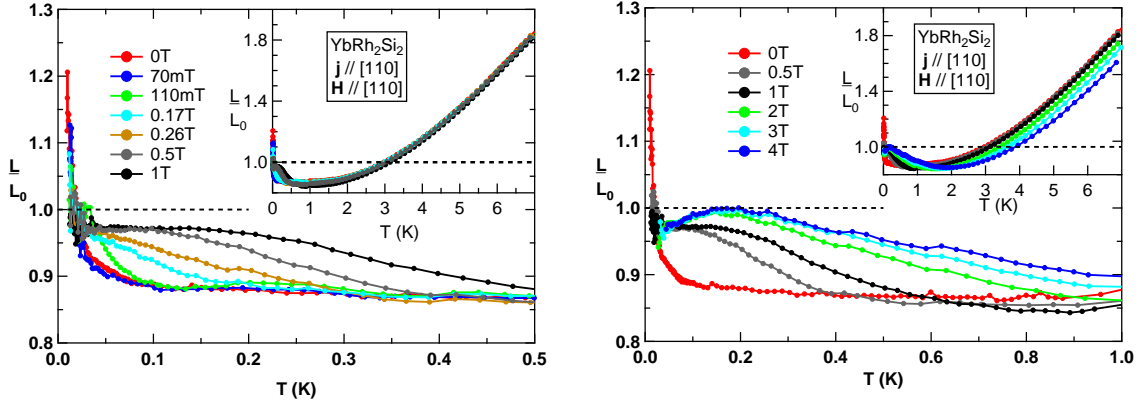 1.3
1.2
1.1
1.0
0.9
0.8
L
L₀
0T
70mT
110mT
0.17T
0.26T
0.5T
1T
0.0 0.1 0.2 0.3 0.4 0.5
T (K)
1.8
1.4
1.0
L
L₀
YbRh₂Si₂
j // [110]
H // [110]
0 1 2 3 4 5 6
T (K)
1.3
1.2
1.1
1.0
0.9
0.8
L
L₀
0T
0.5T
1T
2T
3T
4T
0.0 0.2 0.4 0.6 0.8 1.0
T (K)
1.8
1.4
1.0
L
L₀
YbRh₂Si₂
j // [110]
H // [110]
0 1 2 3 4 5 6
T (K)